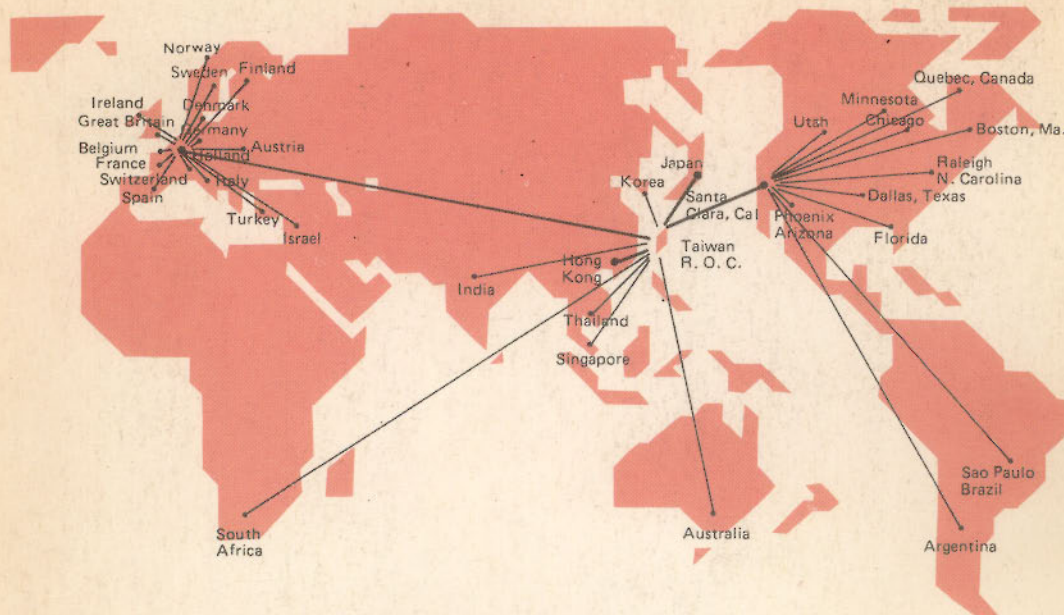 Norway
Sweden
Finland
Ireland
Denmark
Great Britain
Germany
Belgium
Holland
Austria
France
Switzerland
Italy
Spain
Turkey
Israel
India
South
Africa
Japan
Korea
Santa
Clara, Cal
Taiwan
R. O. C.
Hong
Kong
Thailand
Singapore
Australia
Quebec, Canada
Minnesota
Utah
Chicago
Boston, Ma.
Raleigh
N. Carolina
Dallas, Texas
Phoenix
Arizona
Florida
Sao Paulo
Brazil
Argentina